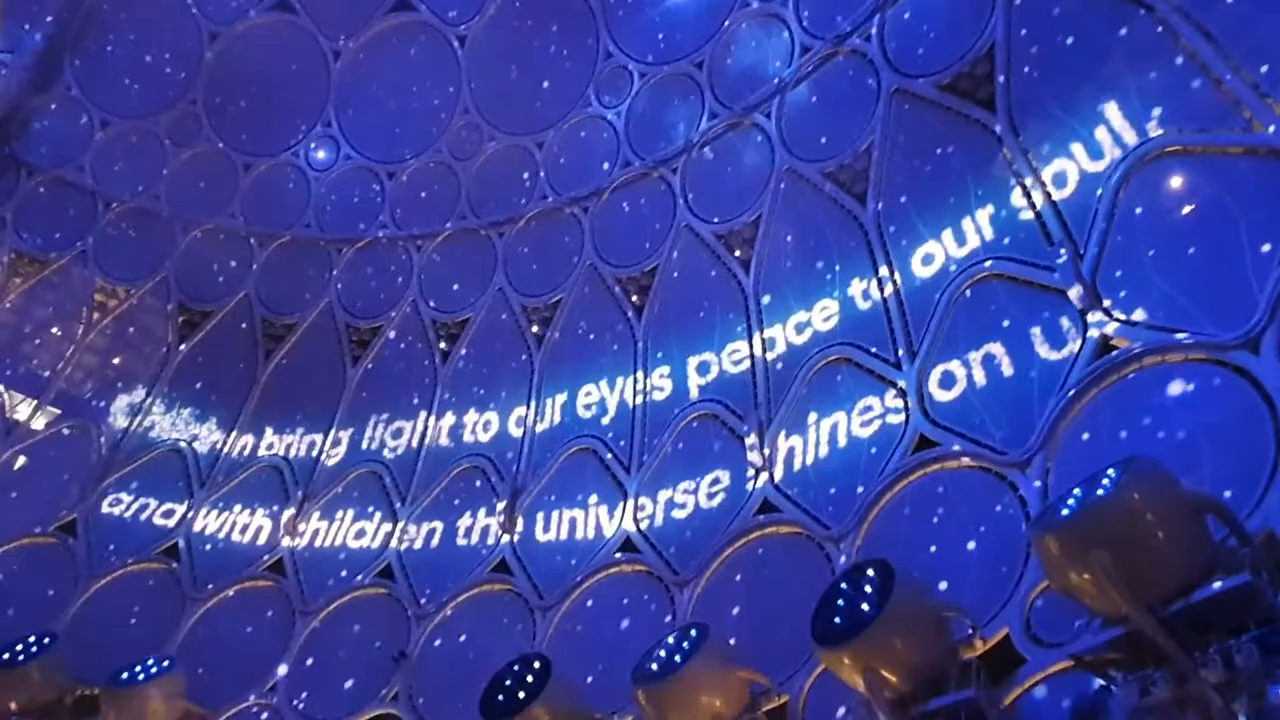 bring light to our eyes peace to our soul,
and with children the universe shines on us.